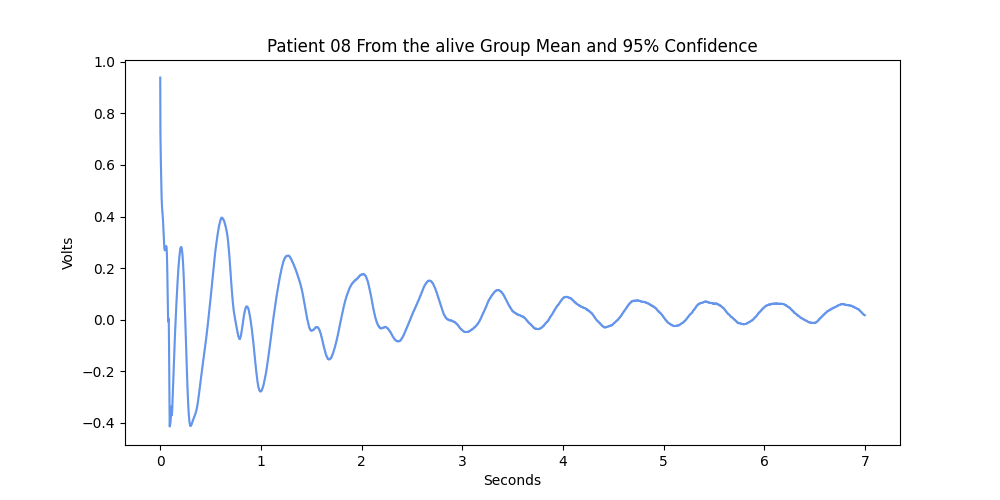 Patient 08 From the alive Group Mean and 95% Confidence
1.0
0.8
0.6
0.4
0.2
0.0
−0.2
−0.4
Volts
0 1 2 3 4 5 6 7
Seconds